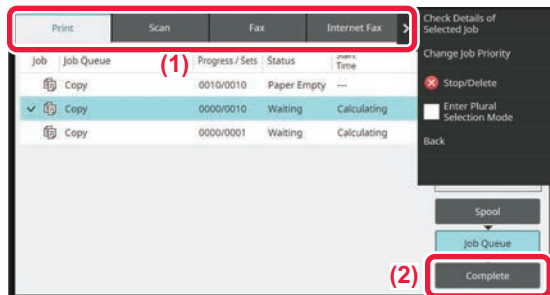 Print Scan Fax Internet Fax
(1)
Job Job Queue Progress / Sets Status Start Time
Copy 0010/0010 Paper Empty ---
Copy 0000/0010 Waiting Calculating
Copy 0000/0001 Waiting Calculating
Check Details of
Selected Job
Change Job Priority
Stop/Delete
Enter Plural
Selection Mode
Back
Spool
Job Queue
(2)
Complete